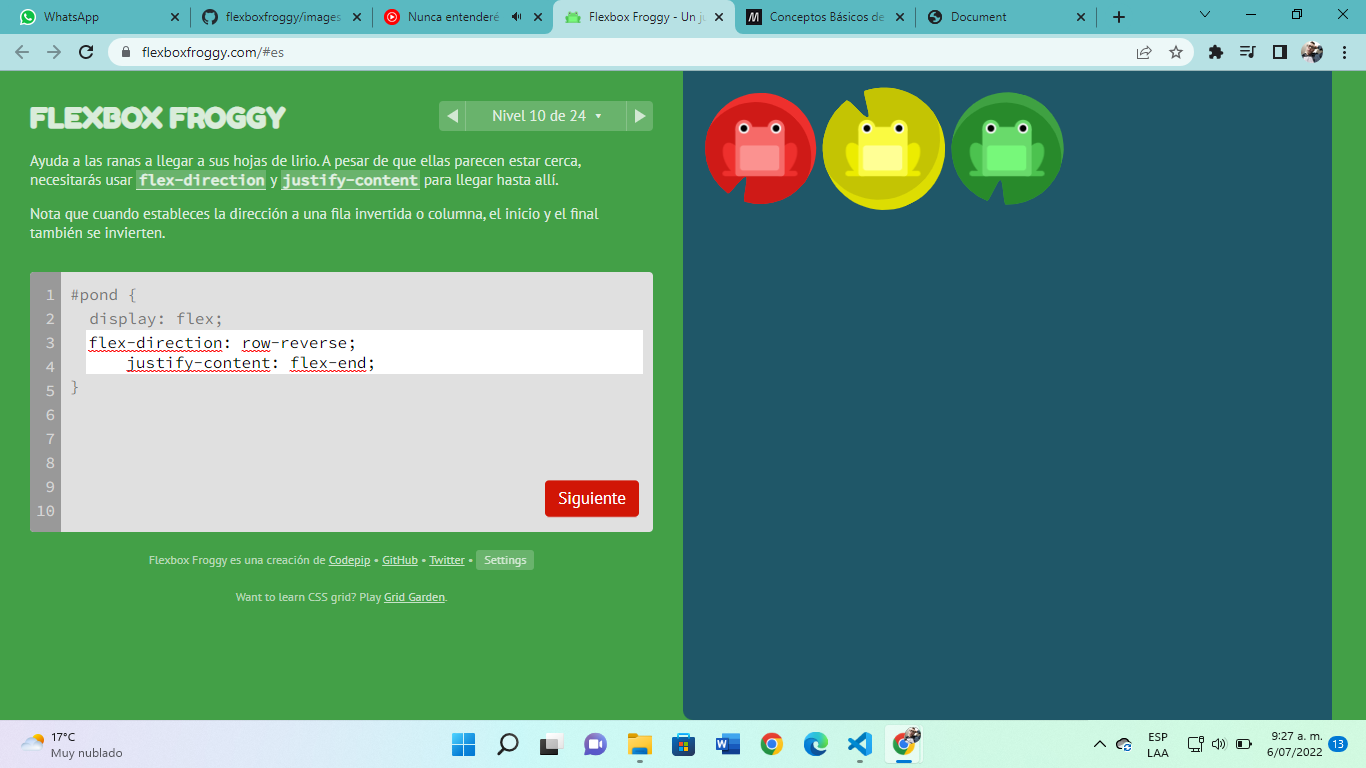 WhatsApp
flexboxfroggy/images
Nunca entenderé
Flexbox Froggy - Un ju
Conceptos Básicos de
Document
flexboxfroggy.com/#es
FLEXBOX FROGGY
Nivel 10 de 24
Ayuda a las ranas a llegar a sus hojas de lirio. A pesar de que ellas parecen estar cerca,
necesitarás usar flex-direction y justify-content para llegar hasta allí.
Nota que cuando estableces la dirección a una fila invertida o columna, el inicio y el final
también se invierten.
1 #pond {
2 display: flex;
3 flex-direction: row-reverse;
4 justify-content: flex-end;
5 }
6
7
8
9
10
Siguiente
Flexbox Froggy es una creación de Codepip • GitHub • Twitter • Settings
Want to learn CSS grid? Play Grid Garden.
17°C
Muy nublado
ESP
LAA
9:27 a. m.
6/07/2022
13